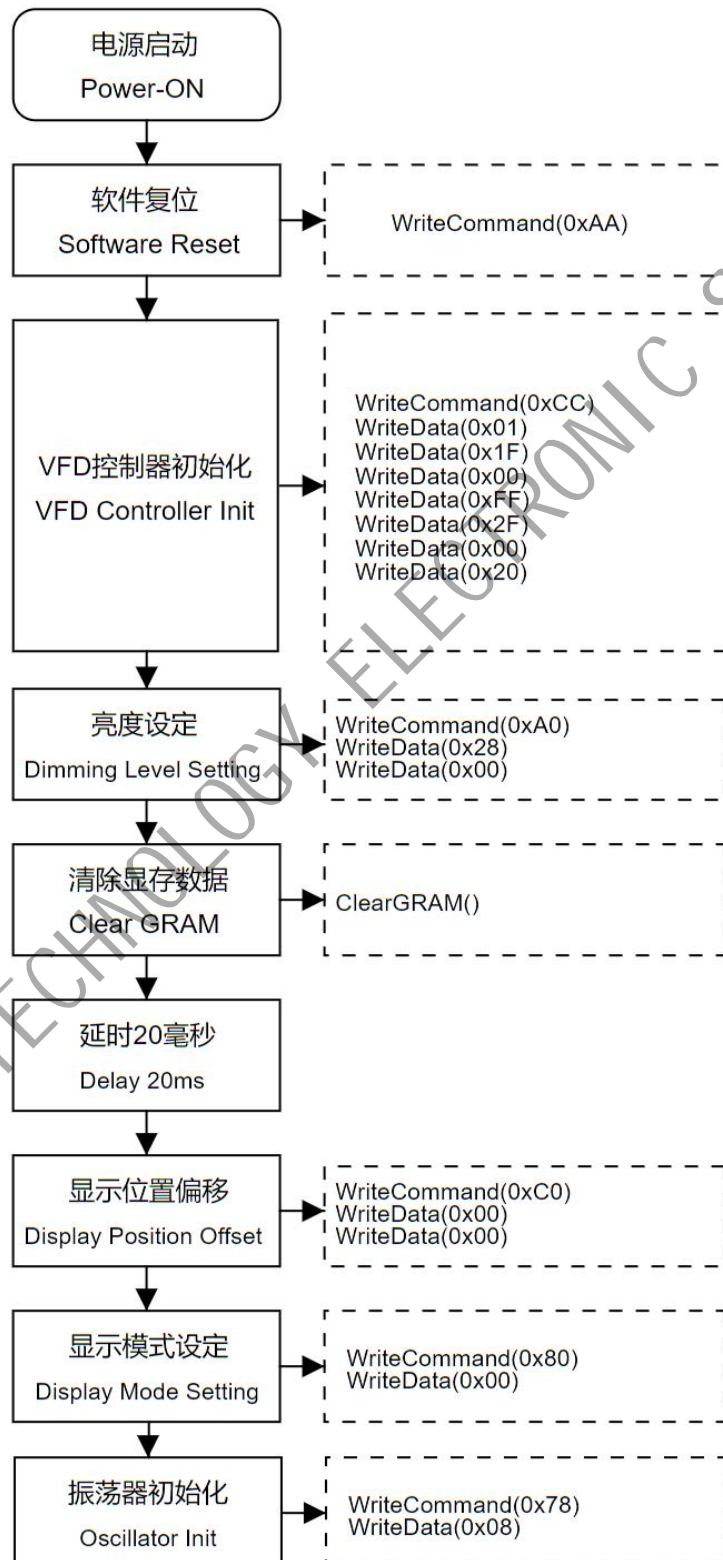 电源启动
Power-ON
软件复位
Software Reset
WriteCommand(0xAA)
VFD控制器初始化
VFD Controller Init
WriteCommand(0xCC)
WriteData(0x01)
WriteData(0x1F)
WriteData(0x00)
WriteData(0xFF)
WriteData(0x2F)
WriteData(0x00)
WriteData(0x20)
亮度设定
Dimming Level Setting
WriteCommand(0xA0)
WriteData(0x28)
WriteData(0x00)
清除显存数据
Clear GRAM
ClearGRAM()
延时20毫秒
Delay 20ms
显示位置偏移
Display Position Offset
WriteCommand(0xC0)
WriteData(0x00)
WriteData(0x00)
显示模式设定
Display Mode Setting
WriteCommand(0x80)
WriteData(0x00)
振荡器初始化
Oscillator Init
WriteCommand(0x78)
WriteData(0x08)
TECHNOLOGY ELECTRONIC